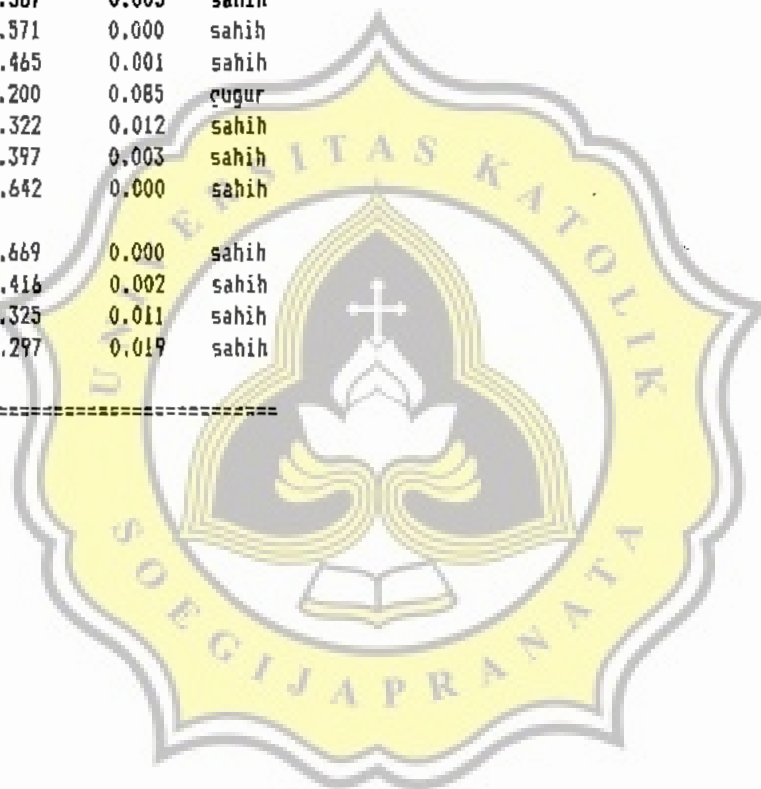 .571 0.000 sahih
.465 0.001 sahih
.200 0.085 gugur
.322 0.012 sahih
.397 0.003 sahih
.642 0.000 sahih
.669 0.000 sahih
.416 0.002 sahih
.325 0.011 sahih
.297 0.019 sahih
==========================
UNIVERSITAS KATOLIK
SOEGIJAPRANATA